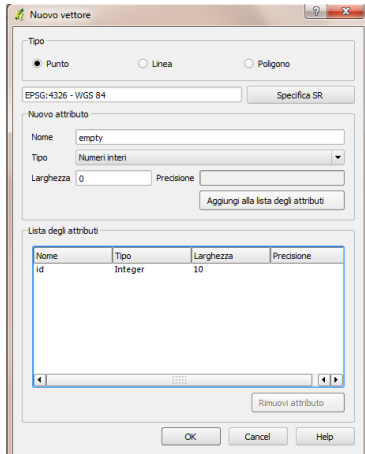 Nuovo vettore
Tipo
Punto Linea Poligono
EPSG:4326 - WGS 84 Specifica SR
Nuovo attributo
Nome empty
Tipo Numeri interi
Larghezza 0 Precisione
Aggiungi alla lista degli attributi
Lista degli attributi
Nome Tipo Larghezza Precisione
id Integer 10
Rimuovi attributo
OK Cancel Help